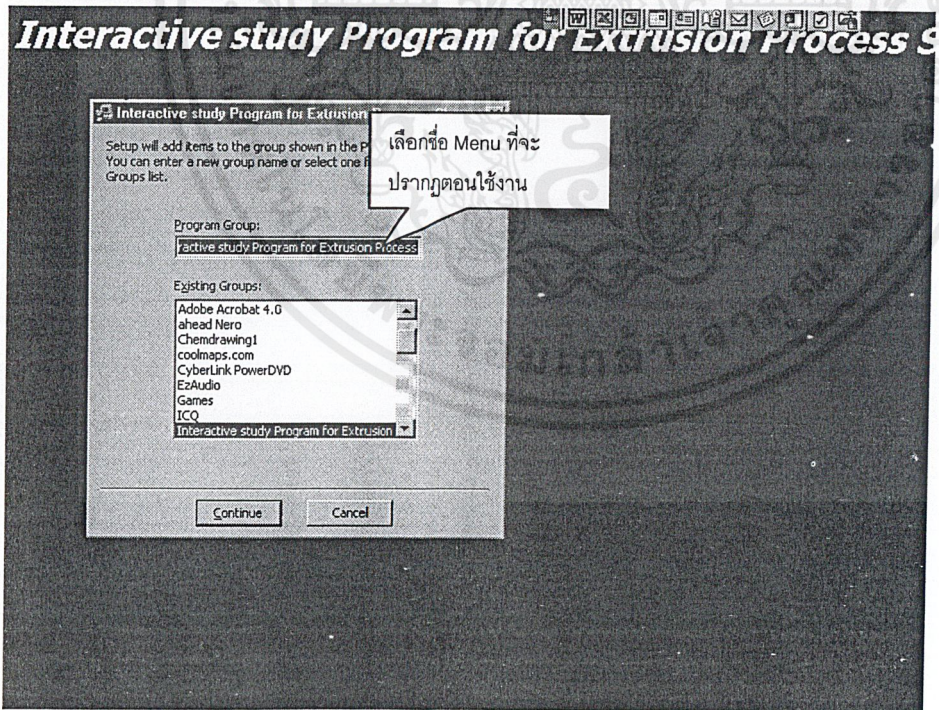 Interactive study Program for Extrusion Process S
Interactive study Program for Extrusion
Setup will add items to the group shown in the P
You can enter a new group name or select one f
Groups list.
เลือกชื่อ Menu ที่จะ
ปรากฏตอนใช้งาน
Program Group:
ractive study Program for Extrusion Process
Existing Groups:
Adobe Acrobat 4.0
ahead Nero
Chemdrawing1
coolmaps.com
CyberLink PowerDVD
EzAudio
Games
ICQ
Interactive study Program for Extrusion
Continue
Cancel